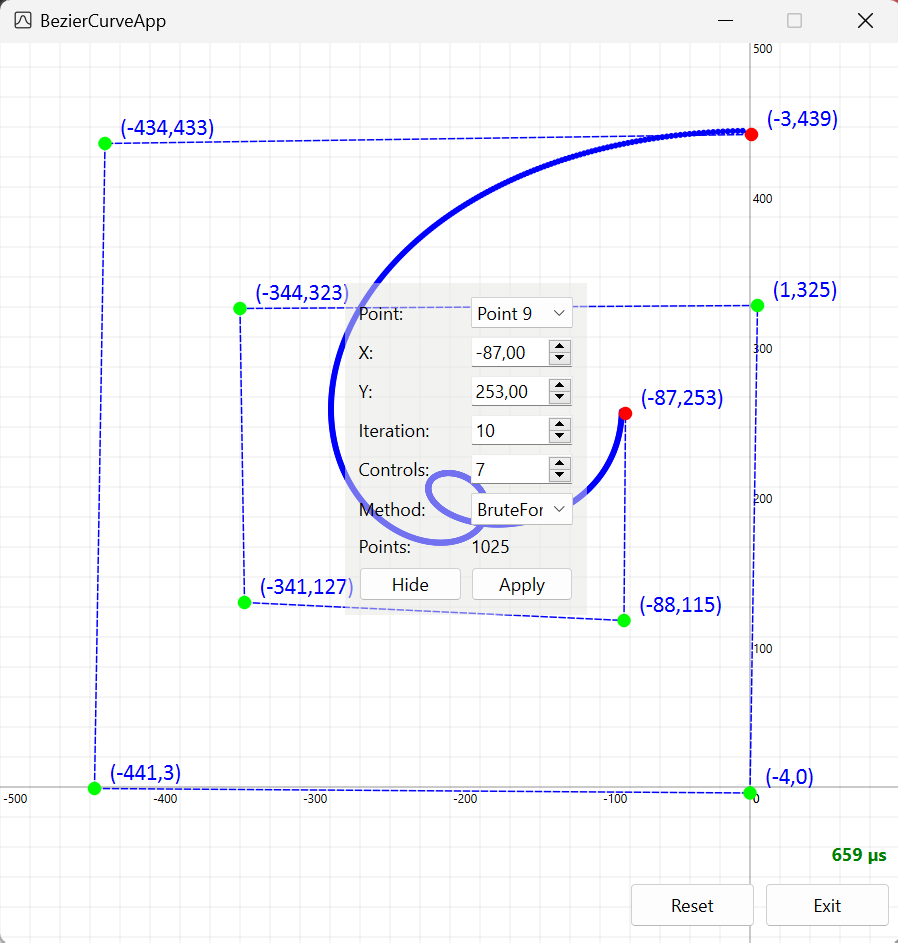 BezierCurveApp
500
(-434,433)
(-3,439)
400
(-344,323)
(1,325)
Point: Point 9
300
X: -87,00
Y: 253,00
(-87,253)
Iteration: 10
Controls: 7
200
Method: BruteFor
Points: 1025
Hide Apply
(-341,127)
(-88,115)
100
(-441,3)
(-4,0)
-500 -400 -300 -200 -100 0
659 µs
Reset Exit